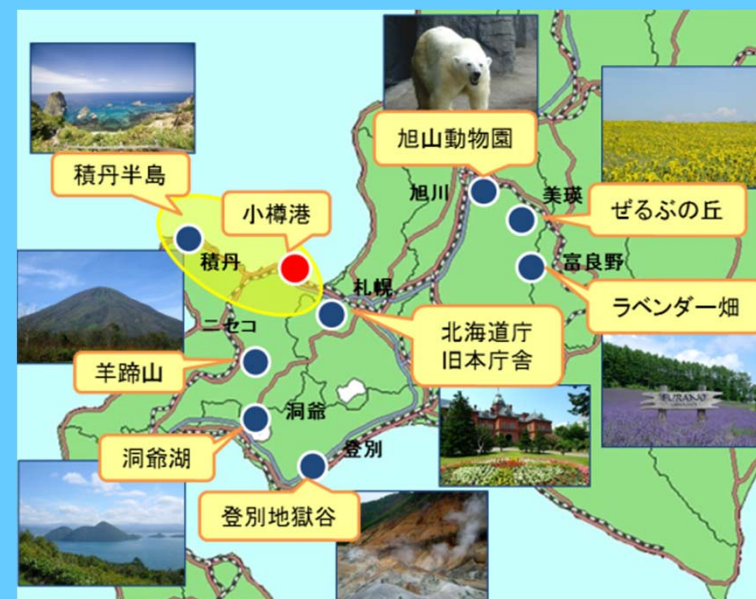 旭山動物園
積丹半島
旭川
美瑛
ぜるぶの丘
小樽港
積丹
富良野
札幌
ラベンダー畑
ニセコ
北海道庁
旧本庁舎
羊蹄山
FURANO
洞爺
洞爺湖
登別
登別地獄谷